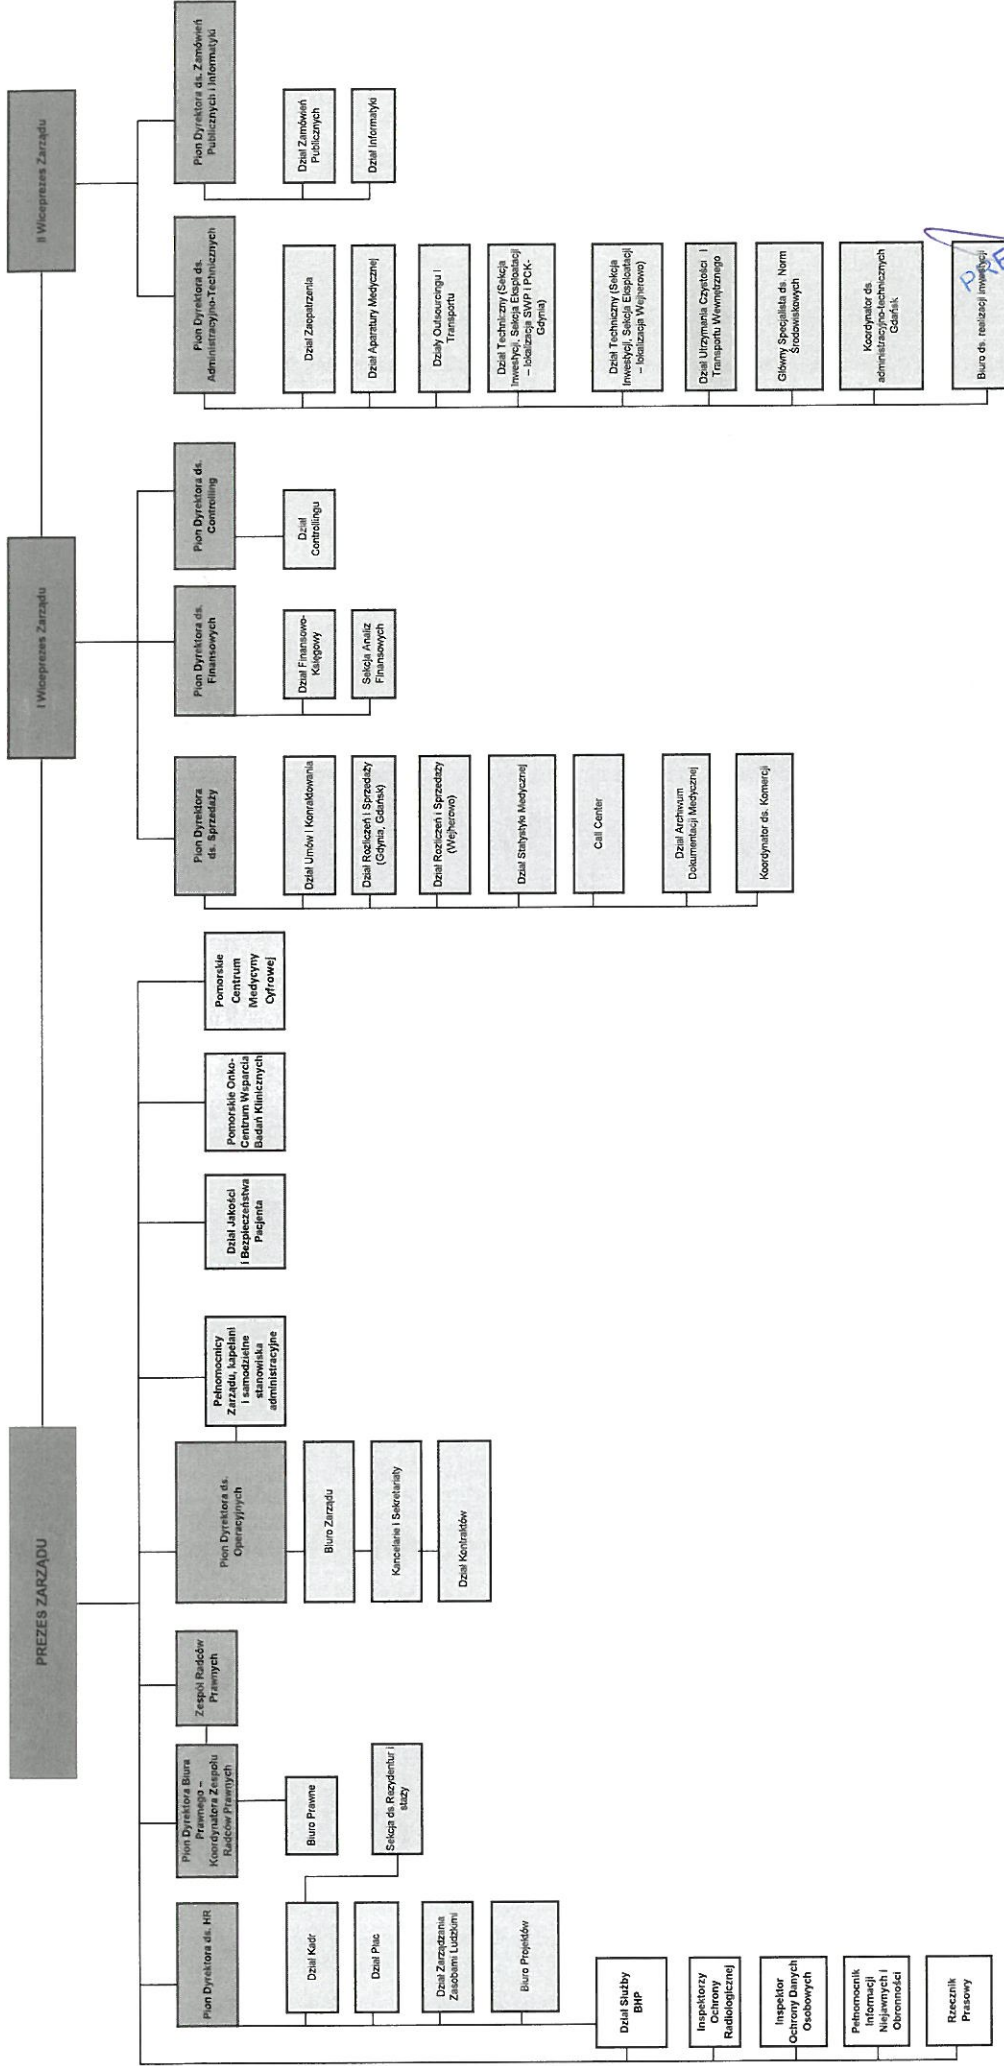 PREZES ZARZĄDU
I Wiceprezes Zarządu
II Wiceprezes Zarządu
Pion Dyrektora ds. HR
Dział Kadr
Dział Płac
Dział Zarządzania
Zasobami Ludzkimi
Biuro Projektów
Sekcja ds Rezydentur i
staży
Dział Służby
BHP
Inspektorzy
Ochrony
Radiologicznej
Inspektor
Ochrony Danych
Osobowych
Pełnomocnik
Informacji
Niejawnych i
Obronności
Rzecznik
Prasowy
Pion Dyrektora Biura
Prawnego –
Koordynatora Zespołu
Radców Prawnych
Biuro Prawne
Zespół Radców
Prawnych
Pion Dyrektora ds.
Operacyjnych
Biuro Zarządu
Kancelarie i Sekretariaty
Dział Kontraktów
Pełnomocnicy
Zarządu, kapelani
i samodzielne
stanowiska
administracyjne
Dział Jakości
i Bezpieczeństwa
Pacjenta
Pomorskie Onko-
Centrum Wsparcia
Badań Klinicznych
Pomorskie
Centrum
Medycyny
Cyfrowej
Pion Dyrektora
ds. Sprzedaży
Dział Umów i Kontraktowania
Dział Rozliczeń i Sprzedaży
(Gdynia, Gdańsk)
Dział Rozliczeń i Sprzedaży
(Wejherowo)
Dział Statystyki Medycznej
Call Center
Dział Archiwum
Dokumentacji Medycznej
Koordynator ds. Komercji
Pion Dyrektora ds.
Finansowych
Dział Finansowo-
Księgowy
Sekcja Analiz
Finansowych
Pion Dyrektora ds.
Controlling
Dział
Controllingu
Pion Dyrektora ds.
Administracyjno-Technicznych
Dział Zaopatrzenia
Dział Aparatury Medycznej
Działy Outsourcingu i
Transportu
Dział Techniczny (Sekcja
Inwestycji, Sekcja Eksploatacji
– lokalizacja SWP i PCK-
Gdynia)
Dział Techniczny (Sekcja
Inwestycji, Sekcja Eksploatacji
– lokalizacja Wejherowo)
Dział Utrzymania Czystości i
Transportu Wewnętrznego
Główny Specjalista ds. Norm
Środowiskowych
Koordynator ds.
administracyjno-technicznych
Gdańsk
Biuro ds. realizacji inwestycji
Pion Dyrektora ds. Zamówień
Publicznych i Informatyki
Dział Zamówień
Publicznych
Dział Informatyki
PRE